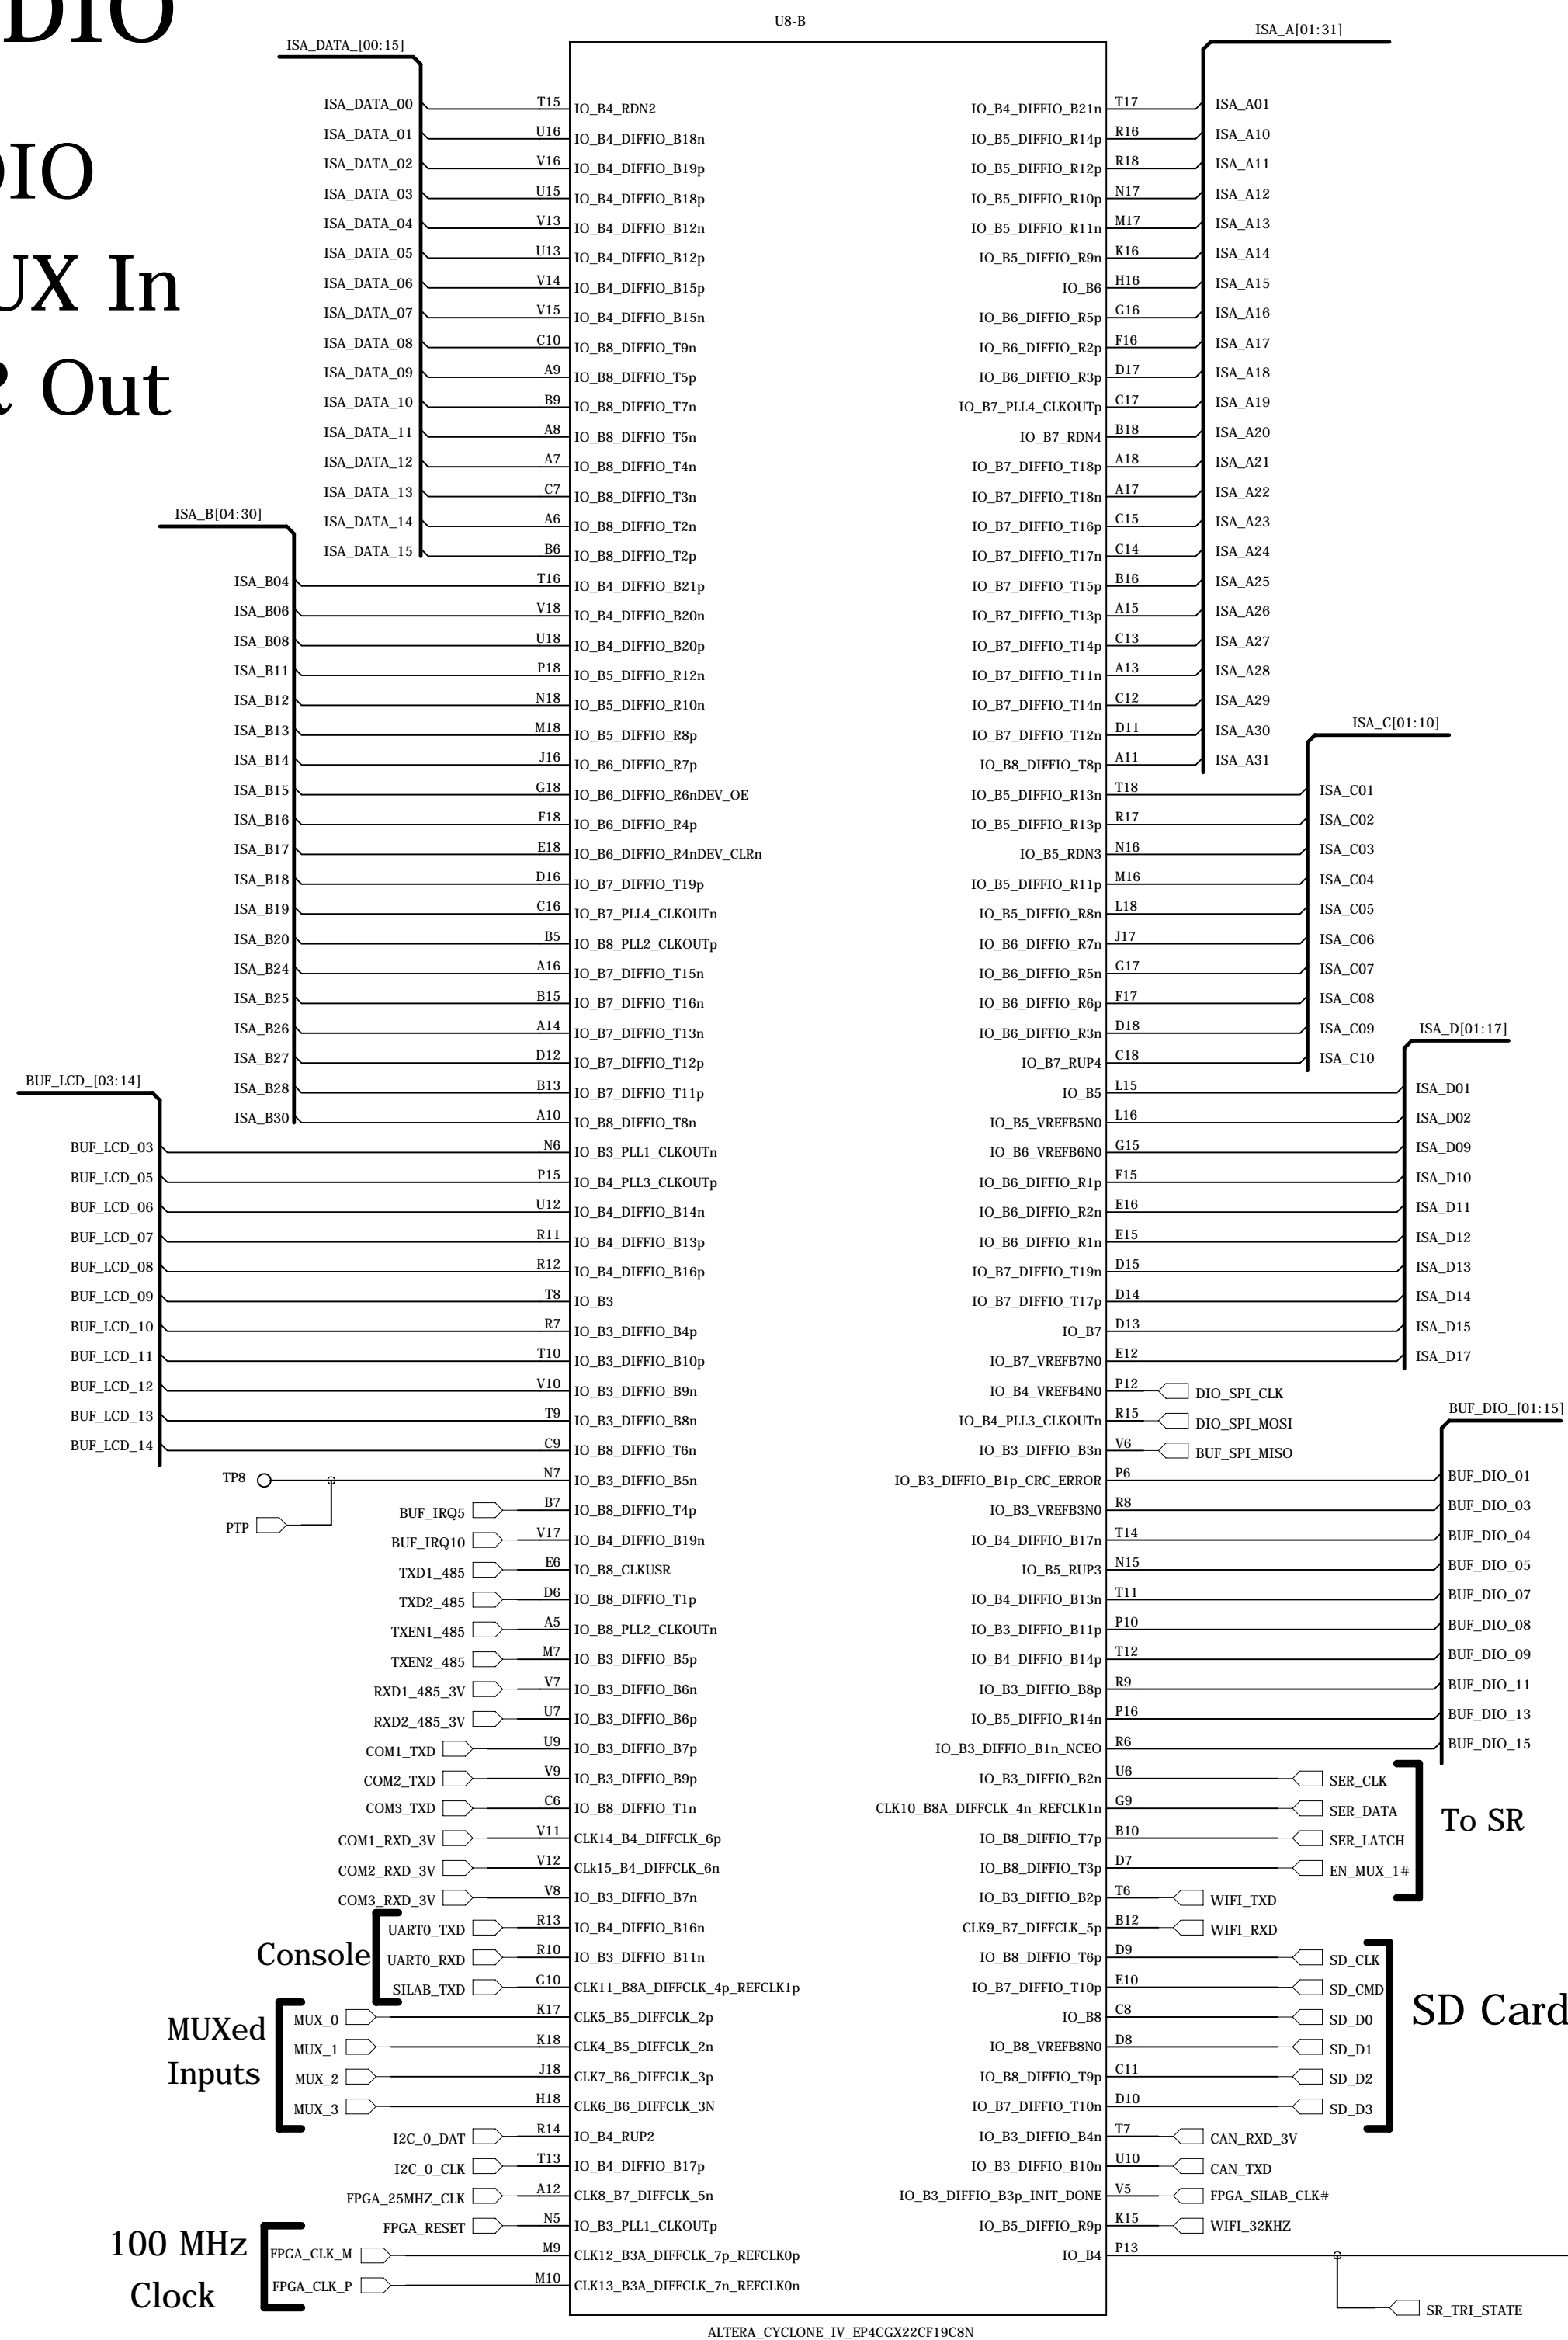 DIO
DIO
UX In
Out
U8-B
ISA_DATA_[00:15]
ISA_DATA_00 T15 IO_B4_RDN2
ISA_DATA_01 U16 IO_B4_DIFFIO_B18n
ISA_DATA_02 V16 IO_B4_DIFFIO_B19p
ISA_DATA_03 U15 IO_B4_DIFFIO_B18p
ISA_DATA_04 V13 IO_B4_DIFFIO_B12n
ISA_DATA_05 U13 IO_B4_DIFFIO_B12p
ISA_DATA_06 V14 IO_B4_DIFFIO_B15p
ISA_DATA_07 V15 IO_B4_DIFFIO_B15n
ISA_DATA_08 C10 IO_B8_DIFFIO_T9n
ISA_DATA_09 A9 IO_B8_DIFFIO_T5p
ISA_DATA_10 B9 IO_B8_DIFFIO_T7n
ISA_DATA_11 A8 IO_B8_DIFFIO_T5n
ISA_DATA_12 A7 IO_B8_DIFFIO_T4n
ISA_DATA_13 C7 IO_B8_DIFFIO_T3n
ISA_DATA_14 A6 IO_B8_DIFFIO_T2n
ISA_DATA_15 B6 IO_B8_DIFFIO_T2p
ISA_B[04:30]
ISA_B04 T16 IO_B4_DIFFIO_B21p
ISA_B06 V18 IO_B4_DIFFIO_B20n
ISA_B08 U18 IO_B4_DIFFIO_B20p
ISA_B11 P18 IO_B5_DIFFIO_R12n
ISA_B12 N18 IO_B5_DIFFIO_R10n
ISA_B13 M18 IO_B5_DIFFIO_R8p
ISA_B14 J16 IO_B6_DIFFIO_R7p
ISA_B15 G18 IO_B6_DIFFIO_R6nDEV_OE
ISA_B16 F18 IO_B6_DIFFIO_R4p
ISA_B17 E18 IO_B6_DIFFIO_R4nDEV_CLRn
ISA_B18 D16 IO_B7_DIFFIO_T19p
ISA_B19 C16 IO_B7_PLL4_CLKOUTn
ISA_B20 B5 IO_B8_PLL2_CLKOUTp
ISA_B24 A16 IO_B7_DIFFIO_T15n
ISA_B25 B15 IO_B7_DIFFIO_T16n
ISA_B26 A14 IO_B7_DIFFIO_T13n
ISA_B27 D12 IO_B7_DIFFIO_T12p
ISA_B28 B13 IO_B7_DIFFIO_T11p
ISA_B30 A10 IO_B8_DIFFIO_T8n
BUF_LCD_[03:14]
BUF_LCD_03 N6 IO_B3_PLL1_CLKOUTn
BUF_LCD_05 P15 IO_B4_PLL3_CLKOUTp
BUF_LCD_06 U12 IO_B4_DIFFIO_B14n
BUF_LCD_07 R11 IO_B4_DIFFIO_B13p
BUF_LCD_08 R12 IO_B4_DIFFIO_B16p
BUF_LCD_09 T8 IO_B3
BUF_LCD_10 R7 IO_B3_DIFFIO_B4p
BUF_LCD_11 T10 IO_B3_DIFFIO_B10p
BUF_LCD_12 V10 IO_B3_DIFFIO_B9n
BUF_LCD_13 T9 IO_B3_DIFFIO_B8n
BUF_LCD_14 C9 IO_B8_DIFFIO_T6n
TP8 N7 IO_B3_DIFFIO_B5n
PTP
BUF_IRQ5 B7 IO_B8_DIFFIO_T4p
BUF_IRQ10 V17 IO_B4_DIFFIO_B19n
TXD1_485 E6 IO_B8_CLKUSR
TXD2_485 D6 IO_B8_DIFFIO_T1p
TXEN1_485 A5 IO_B8_PLL2_CLKOUTn
TXEN2_485 M7 IO_B3_DIFFIO_B5p
RXD1_485_3V V7 IO_B3_DIFFIO_B6n
RXD2_485_3V U7 IO_B3_DIFFIO_B6p
COM1_TXD U9 IO_B3_DIFFIO_B7p
COM2_TXD V9 IO_B3_DIFFIO_B9p
COM3_TXD C6 IO_B8_DIFFIO_T1n
COM1_RXD_3V V11 CLK14_B4_DIFFCLK_6p
COM2_RXD_3V V12 CLk15_B4_DIFFCLK_6n
COM3_RXD_3V V8 IO_B3_DIFFIO_B7n
Console
UART0_TXD R13 IO_B4_DIFFIO_B16n
UART0_RXD R10 IO_B3_DIFFIO_B11n
SILAB_TXD G10 CLK11_B8A_DIFFCLK_4p_REFCLK1p
MUXed
Inputs
MUX_0 K17 CLK5_B5_DIFFCLK_2p
MUX_1 K18 CLK4_B5_DIFFCLK_2n
MUX_2 J18 CLK7_B6_DIFFCLK_3p
MUX_3 H18 CLK6_B6_DIFFCLK_3N
I2C_0_DAT R14 IO_B4_RUP2
I2C_0_CLK T13 IO_B4_DIFFIO_B17p
FPGA_25MHZ_CLK A12 CLK8_B7_DIFFCLK_5n
FPGA_RESET N5 IO_B3_PLL1_CLKOUTp
100 MHz
Clock
FPGA_CLK_M M9 CLK12_B3A_DIFFCLK_7p_REFCLK0p
FPGA_CLK_P M10 CLK13_B3A_DIFFCLK_7n_REFCLK0n
ISA_A[01:31]
IO_B4_DIFFIO_B21n T17 ISA_A01
IO_B5_DIFFIO_R14p R16 ISA_A10
IO_B5_DIFFIO_R12p R18 ISA_A11
IO_B5_DIFFIO_R10p N17 ISA_A12
IO_B5_DIFFIO_R11n M17 ISA_A13
IO_B5_DIFFIO_R9n K16 ISA_A14
IO_B6 H16 ISA_A15
IO_B6_DIFFIO_R5p G16 ISA_A16
IO_B6_DIFFIO_R2p F16 ISA_A17
IO_B6_DIFFIO_R3p D17 ISA_A18
IO_B7_PLL4_CLKOUTp C17 ISA_A19
IO_B7_RDN4 B18 ISA_A20
IO_B7_DIFFIO_T18p A18 ISA_A21
IO_B7_DIFFIO_T18n A17 ISA_A22
IO_B7_DIFFIO_T16p C15 ISA_A23
IO_B7_DIFFIO_T17n C14 ISA_A24
IO_B7_DIFFIO_T15p B16 ISA_A25
IO_B7_DIFFIO_T13p A15 ISA_A26
IO_B7_DIFFIO_T14p C13 ISA_A27
IO_B7_DIFFIO_T11n A13 ISA_A28
IO_B7_DIFFIO_T14n C12 ISA_A29
IO_B7_DIFFIO_T12n D11 ISA_A30
IO_B8_DIFFIO_T8p A11 ISA_A31
ISA_C[01:10]
IO_B5_DIFFIO_R13n T18 ISA_C01
IO_B5_DIFFIO_R13p R17 ISA_C02
IO_B5_RDN3 N16 ISA_C03
IO_B5_DIFFIO_R11p M16 ISA_C04
IO_B5_DIFFIO_R8n L18 ISA_C05
IO_B6_DIFFIO_R7n J17 ISA_C06
IO_B6_DIFFIO_R5n G17 ISA_C07
IO_B6_DIFFIO_R6p F17 ISA_C08
IO_B6_DIFFIO_R3n D18 ISA_C09
IO_B7_RUP4 C18 ISA_C10
ISA_D[01:17]
IO_B5 L15 ISA_D01
IO_B5_VREFB5N0 L16 ISA_D02
IO_B6_VREFB6N0 G15 ISA_D09
IO_B6_DIFFIO_R1p F15 ISA_D10
IO_B6_DIFFIO_R2n E16 ISA_D11
IO_B6_DIFFIO_R1n E15 ISA_D12
IO_B7_DIFFIO_T19n D15 ISA_D13
IO_B7_DIFFIO_T17p D14 ISA_D14
IO_B7 D13 ISA_D15
IO_B7_VREFB7N0 E12 ISA_D17
IO_B4_VREFB4N0 P12 DIO_SPI_CLK
IO_B4_PLL3_CLKOUTn R15 DIO_SPI_MOSI
IO_B3_DIFFIO_B3n V6 BUF_SPI_MISO
BUF_DIO_[01:15]
IO_B3_DIFFIO_B1p_CRC_ERROR P6 BUF_DIO_01
IO_B3_VREFB3N0 R8 BUF_DIO_03
IO_B4_DIFFIO_B17n T14 BUF_DIO_04
IO_B5_RUP3 N15 BUF_DIO_05
IO_B4_DIFFIO_B13n T11 BUF_DIO_07
IO_B3_DIFFIO_B11p P10 BUF_DIO_08
IO_B4_DIFFIO_B14p T12 BUF_DIO_09
IO_B3_DIFFIO_B8p R9 BUF_DIO_11
IO_B5_DIFFIO_R14n P16 BUF_DIO_13
IO_B3_DIFFIO_B1n_NCEO R6 BUF_DIO_15
IO_B3_DIFFIO_B2n U6 SER_CLK
CLK10_B8A_DIFFCLK_4n_REFCLK1n G9 SER_DATA
IO_B8_DIFFIO_T7p B10 SER_LATCH
IO_B8_DIFFIO_T3p D7 EN_MUX_1#
To SR
IO_B3_DIFFIO_B2p T6 WIFI_TXD
CLK9_B7_DIFFCLK_5p B12 WIFI_RXD
IO_B8_DIFFIO_T6p D9 SD_CLK
IO_B7_DIFFIO_T10p E10 SD_CMD
IO_B8 C8 SD_D0
IO_B8_VREFB8N0 D8 SD_D1
IO_B8_DIFFIO_T9p C11 SD_D2
IO_B7_DIFFIO_T10n D10 SD_D3
SD Card
IO_B3_DIFFIO_B4n T7 CAN_RXD_3V
IO_B3_DIFFIO_B10n U10 CAN_TXD
IO_B3_DIFFIO_B3p_INIT_DONE V5 FPGA_SILAB_CLK#
IO_B5_DIFFIO_R9p K15 WIFI_32KHZ
IO_B4 P13
SR_TRI_STATE
ALTERA_CYCLONE_IV_EP4CGX22CF19C8N